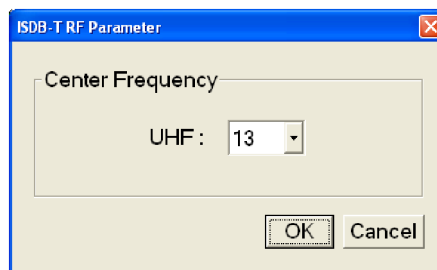 ISDB-T RF Parameter
Center Frequency
UHF : 13
OK Cancel